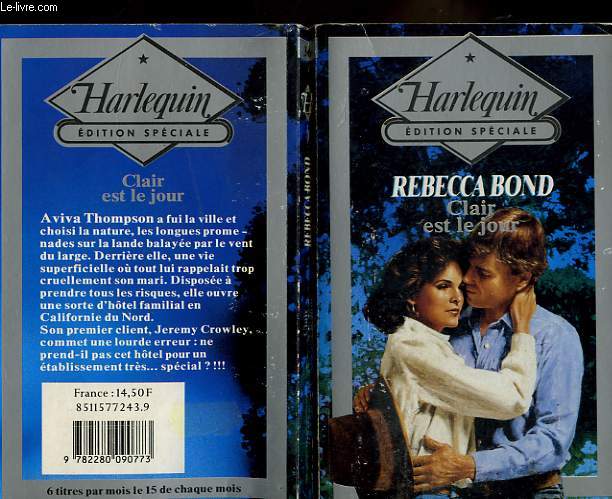 Le-livre.com
Harlequin
ÉDITION SPÉCIALE
Clair
est le jour
Aviva Thompson a fui la ville et
choisi la nature, les longues prome-
nades sur la lande balayée par le vent
du large. Derrière elle, une vie
superficielle où tout lui rappelait trop
cruellement son mari. Disposée à
prendre tous les risques, elle ouvre
une sorte d'hôtel familial en
Californie du Nord.
Son premier client, Jeremy Crowley,
commet une lourde erreur : ne
prend-il pas cet hôtel pour un
établissement très... spécial ? !!!
France : 14,50 F
8511577243.9
9 782280 090773
6 titres par mois le 15 de chaque mois
REBECCA BOND
Harlequin
ÉDITION SPÉCIALE
REBECCA BOND
Clair
est le jour